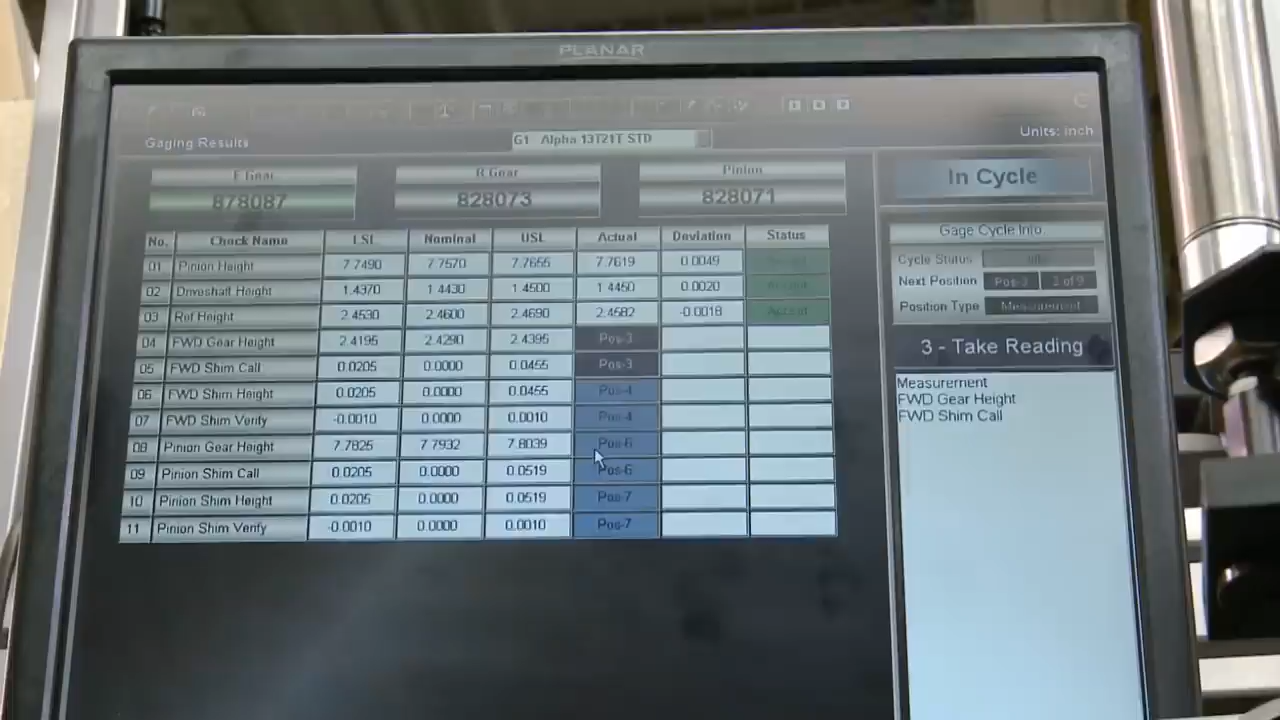 PLANAR
Gaging Results
G1 Alpha 13T21T STD
Units: inch
F Gear R Gear Pinion
878087 828073 828071
In Cycle
No. Check Name LSL Nominal USL Actual Deviation Status
01 Pinion Height 7.7490 7.7570 7.7655 7.7619 0.0049 Accept
02 Driveshaft Height 1.4370 1.4430 1.4500 1.4450 0.0020 Accept
03 Ref Height 2.4530 2.4600 2.4690 2.4582 -0.0018 Accept
04 FWD Gear Height 2.4195 2.4290 2.4395 Pos-3
05 FWD Shim Call 0.0205 0.0000 0.0455 Pos-3
06 FWD Shim Height 0.0205 0.0000 0.0455 Pos-4
07 FWD Shim Verify -0.0010 0.0000 0.0010 Pos-4
08 Pinion Gear Height 7.7825 7.7932 7.8039 Pos-6
09 Pinion Shim Call 0.0205 0.0000 0.0519 Pos-6
10 Pinion Shim Height 0.0205 0.0000 0.0519 Pos-7
11 Pinion Shim Verify -0.0010 0.0000 0.0010 Pos-7
Gage Cycle Info.
Cycle Status
Next Position Pos-3 3 of 9
Position Type Measurement
3 - Take Reading
Measurement
FWD Gear Height
FWD Shim Call